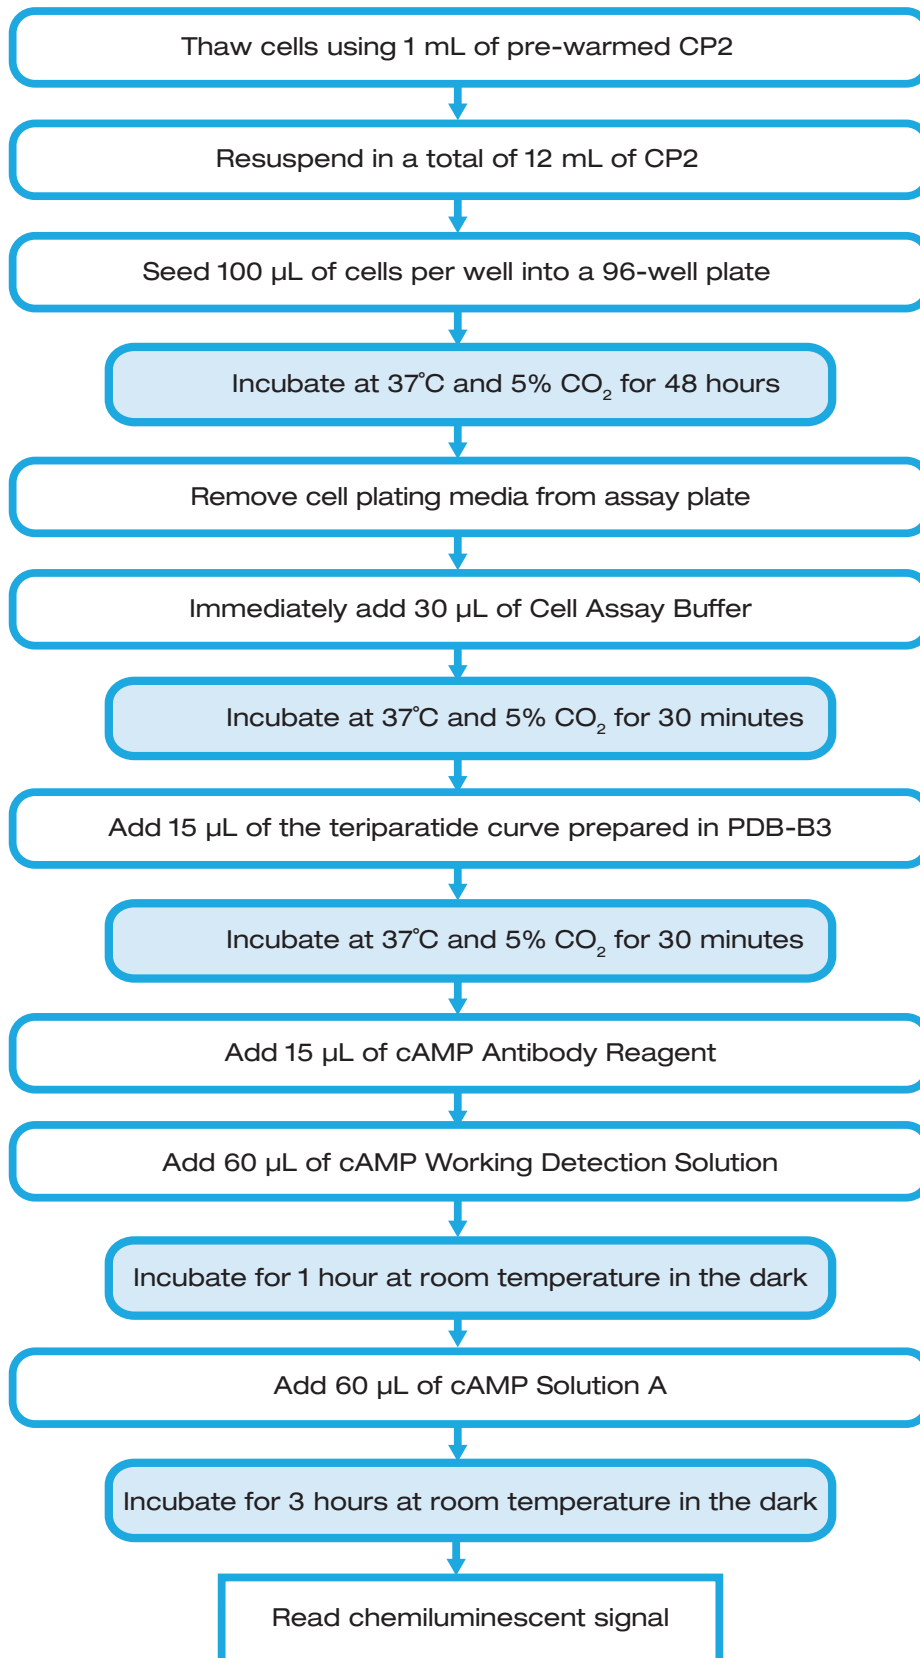 Thaw cells using 1 mL of pre-warmed CP2
Resuspend in a total of 12 mL of CP2
Seed 100 µL of cells per well into a 96-well plate
Incubate at 37°C and 5% CO₂ for 48 hours
Remove cell plating media from assay plate
Immediately add 30 µL of Cell Assay Buffer
Incubate at 37°C and 5% CO₂ for 30 minutes
Add 15 µL of the teriparatide curve prepared in PDB-B3
Incubate at 37°C and 5% CO₂ for 30 minutes
Add 15 µL of cAMP Antibody Reagent
Add 60 µL of cAMP Working Detection Solution
Incubate for 1 hour at room temperature in the dark
Add 60 µL of cAMP Solution A
Incubate for 3 hours at room temperature in the dark
Read chemiluminescent signal